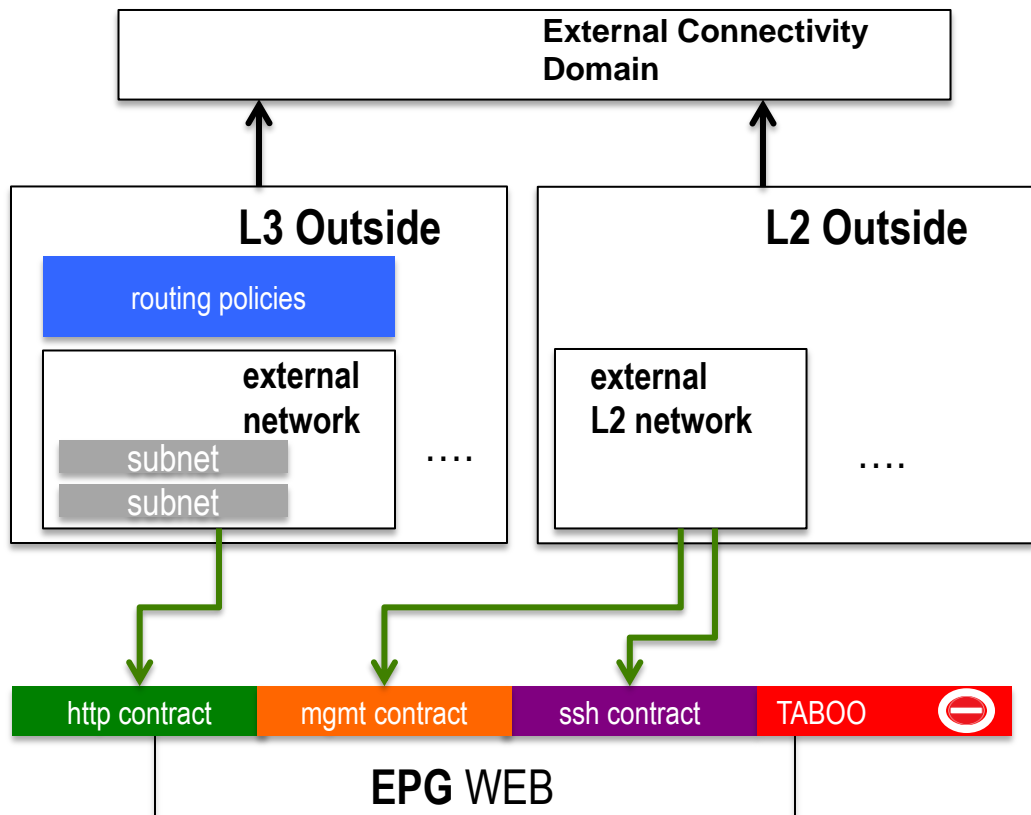 External Connectivity
Domain
L3 Outside
routing policies
external
network
subnet
subnet
....
L2 Outside
external
L2 network
....
http contract
mgmt contract
ssh contract
TABOO
EPG WEB